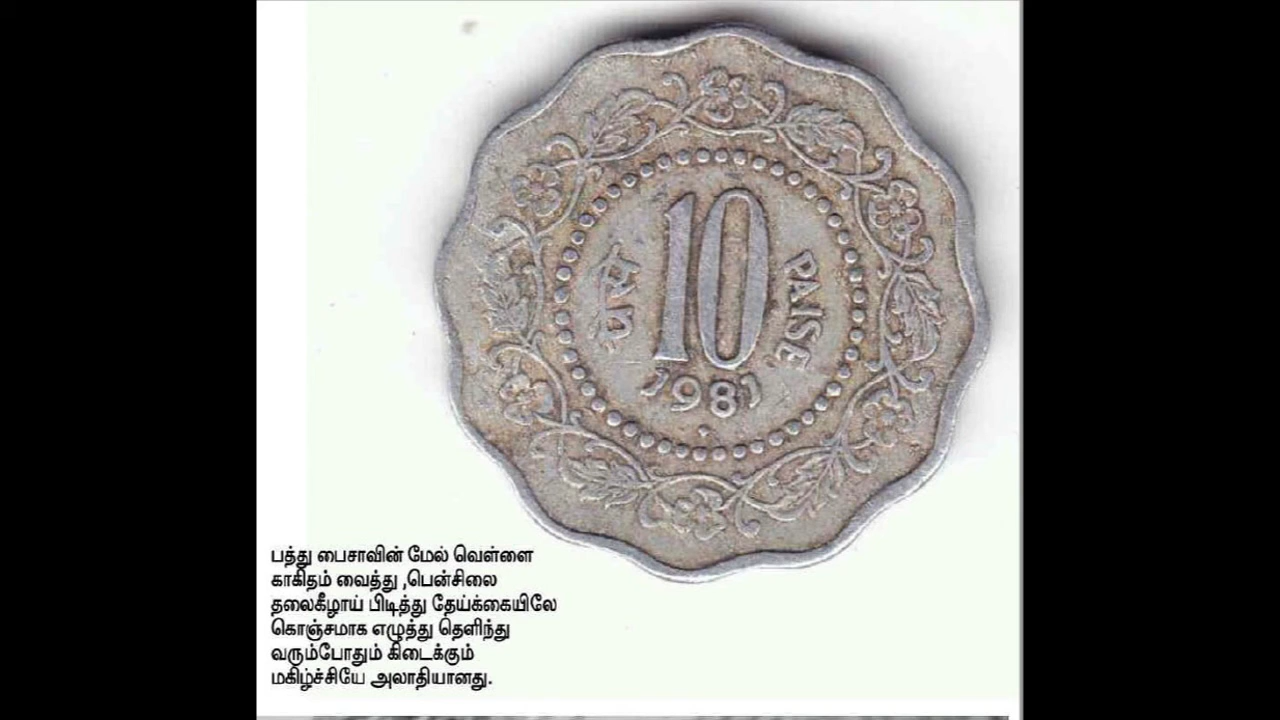 10
पैसे
PAISE
1981
பத்து பைசாவின் மேல் வெள்ளை
காகிதம் வைத்து ,பென்சிலை
தலைகீழாய் பிடித்து தேய்க்கையிலே
கொஞ்சமாக எழுத்து தெளிந்து
வரும்போதும் கிடைக்கும்
மகிழ்ச்சியே அலாதியானது.